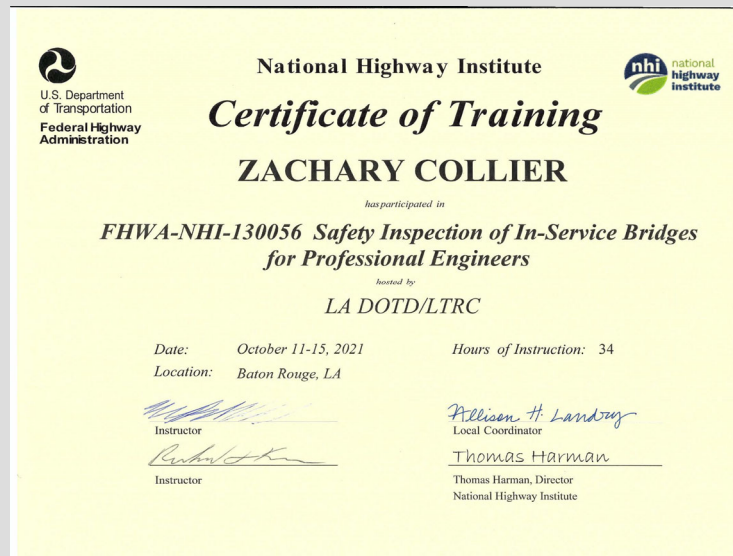 National Highway Institute
U.S. Department
of Transportation
Federal Highway
Administration
nhi national
highway
institute
Certificate of Training
ZACHARY COLLIER
has participated in
FHWA-NHI-130056 Safety Inspection of In-Service Bridges
for Professional Engineers
hosted by
LA DOTD/LTRC
Date: October 11-15, 2021 Hours of Instruction: 34
Location: Baton Rouge, LA
Allison H. Landry
Instructor Local Coordinator
Thomas Harman
Instructor Thomas Harman, Director
National Highway Institute